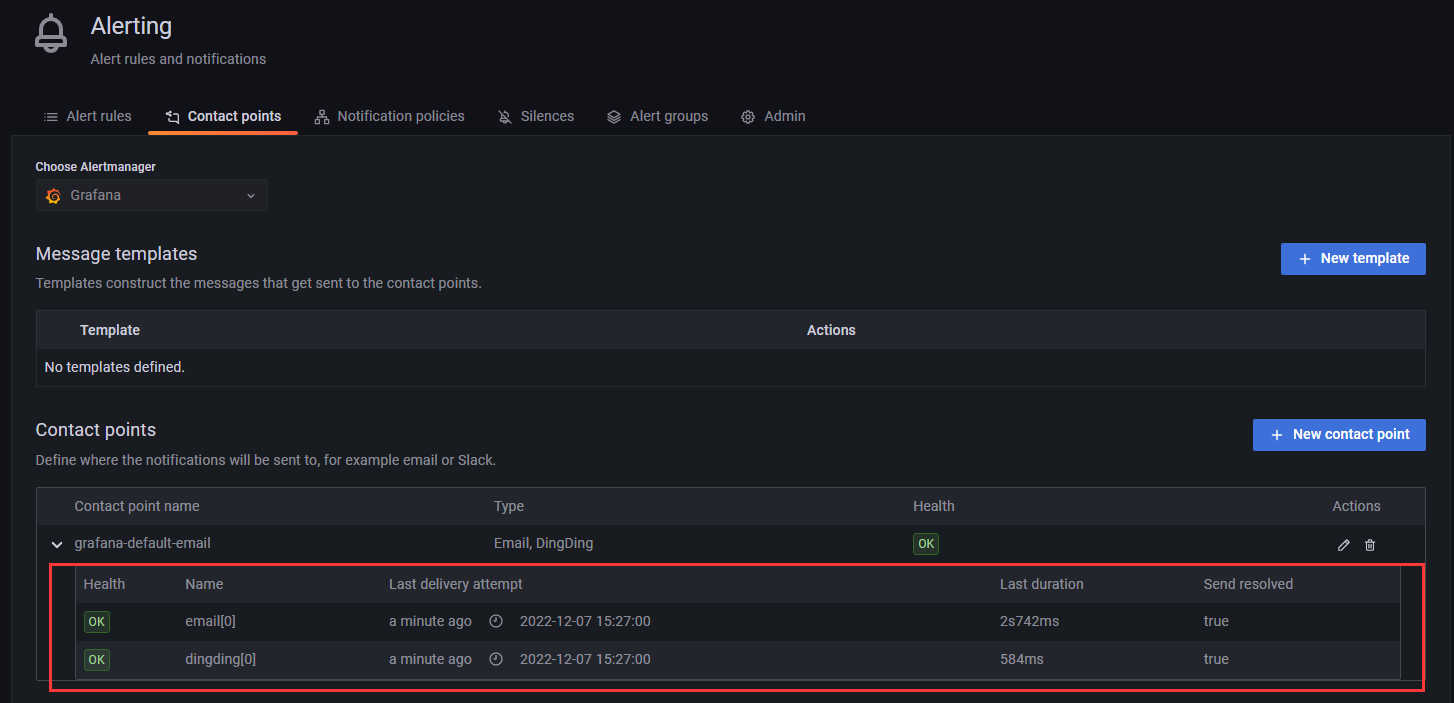 Alerting
Alert rules and notifications
Alert rules Contact points Notification policies Silences Alert groups Admin
Choose Alertmanager
Grafana
Message templates
+ New template
Templates construct the messages that get sent to the contact points.
Template Actions
No templates defined.
Contact points
+ New contact point
Define where the notifications will be sent to, for example email or Slack.
Contact point name Type Health Actions
grafana-default-email Email, DingDing OK
Health Name Last delivery attempt Last duration Send resolved
OK email[0] a minute ago 2022-12-07 15:27:00 2s742ms true
OK dingding[0] a minute ago 2022-12-07 15:27:00 584ms true